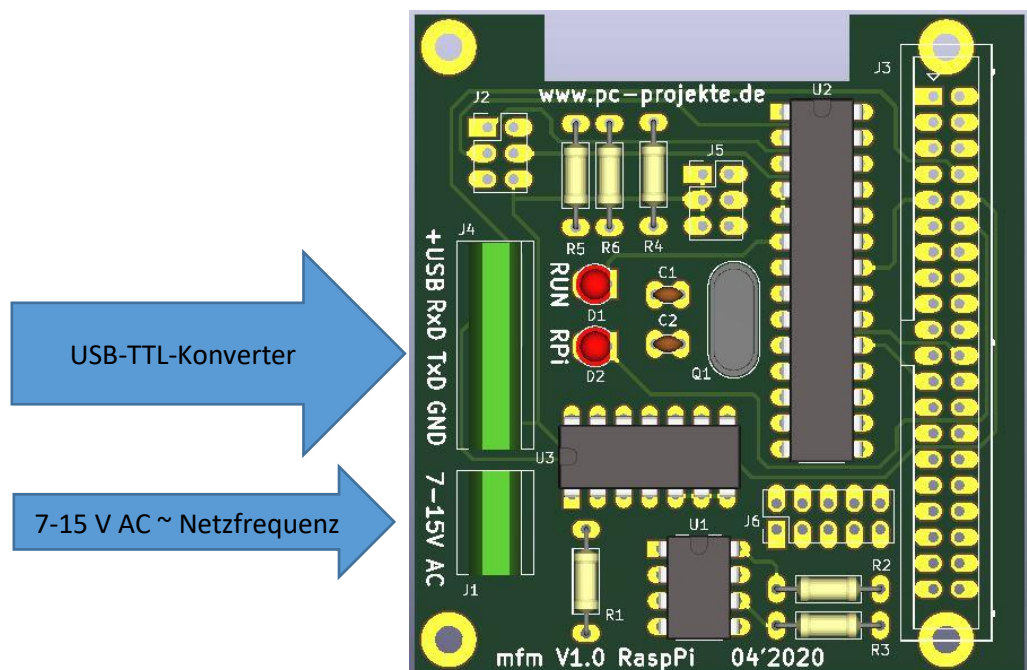 www.pc-projekte.de
J3
U2
J2
J5
R5
R6
R4
J4
+USB RxD TxD GND
RUN
D1
C1
RPi
D2
C2
Q1
USB-TTL-Konverter
U3
7-15 V AC ~ Netzfrequenz
7-15V AC
J1
U1
J6
R1
R2
R3
mfm V1.0 RaspPi 04'2020